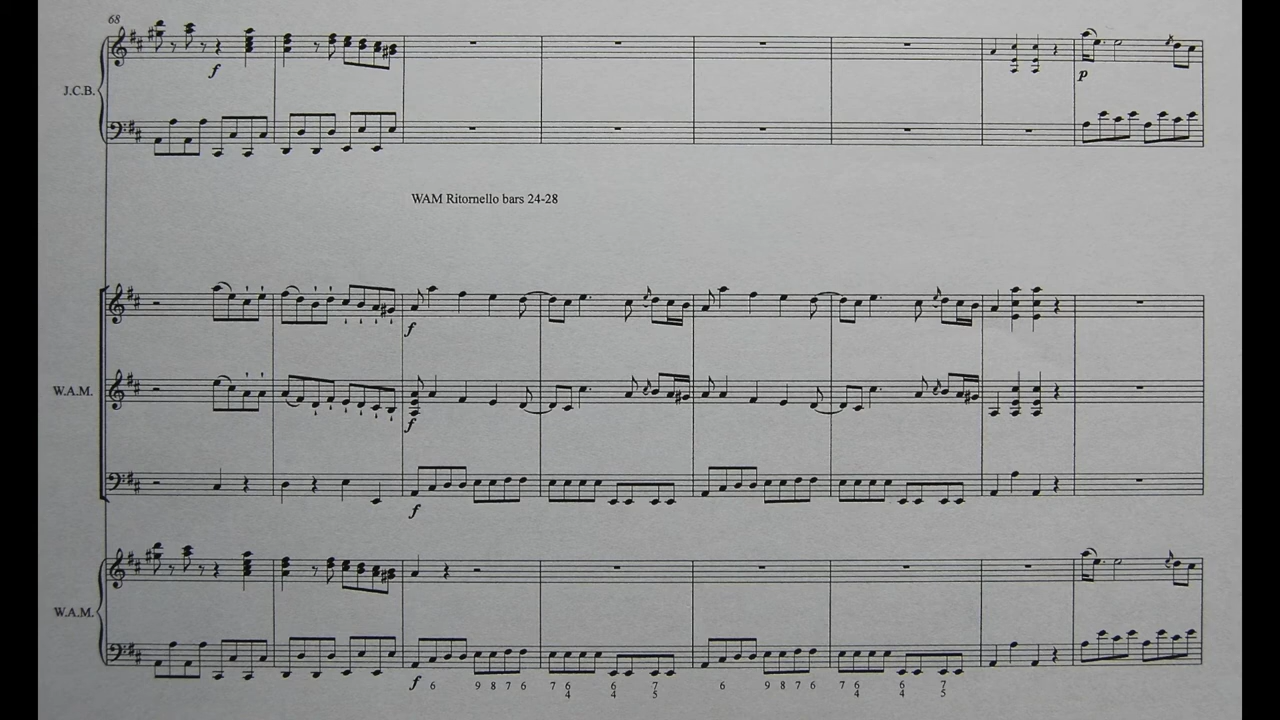 68
J.C.B.
f
p
WAM Ritornello bars 24-28
f
W.A.M.
f
f
W.A.M.
f 6 9 8 7 6 7 6 6 7 6 9 8 7 6 7 6 6 7
4 4 5 4 4 5